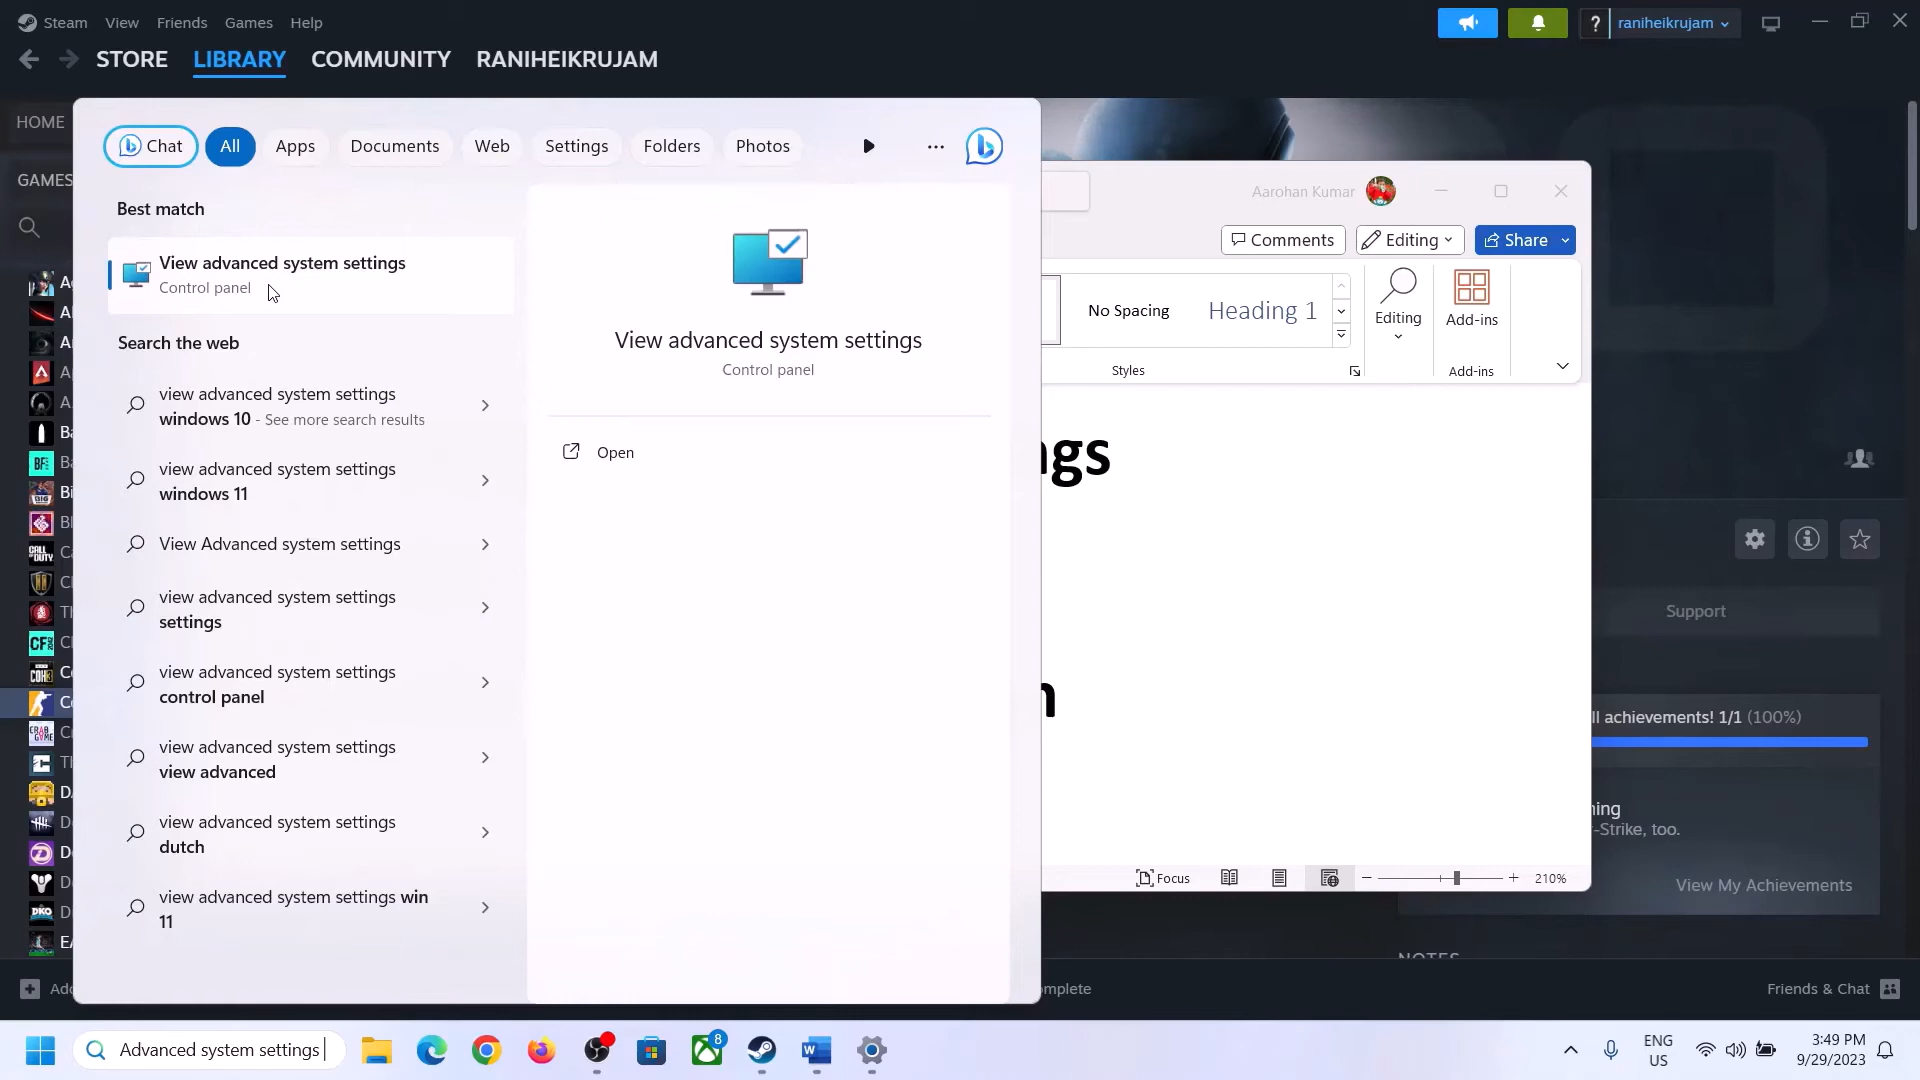 Steam View Friends Games Help
raniheikrujam
STORE LIBRARY COMMUNITY RANIHEIKRUJAM
HOME
GAMES
Chat All Apps Documents Web Settings Folders Photos
Best match
View advanced system settings
Control panel
Search the web
view advanced system settings
windows 10 - See more search results
view advanced system settings
windows 11
View Advanced system settings
view advanced system settings
settings
view advanced system settings
control panel
view advanced system settings
view advanced
view advanced system settings
dutch
view advanced system settings win
11
View advanced system settings
Control panel
Open
Aarohan Kumar
Comments Editing Share
No Spacing Heading 1
Editing
Add-ins
Styles
Add-ins
ngs
n
Focus
210%
Support
ll achievements! 1/1 (100%)
-Strike, too.
View My Achievements
NOTES
Friends & Chat
Advanced system settings
8
ENG
US
3:49 PM
9/29/2023